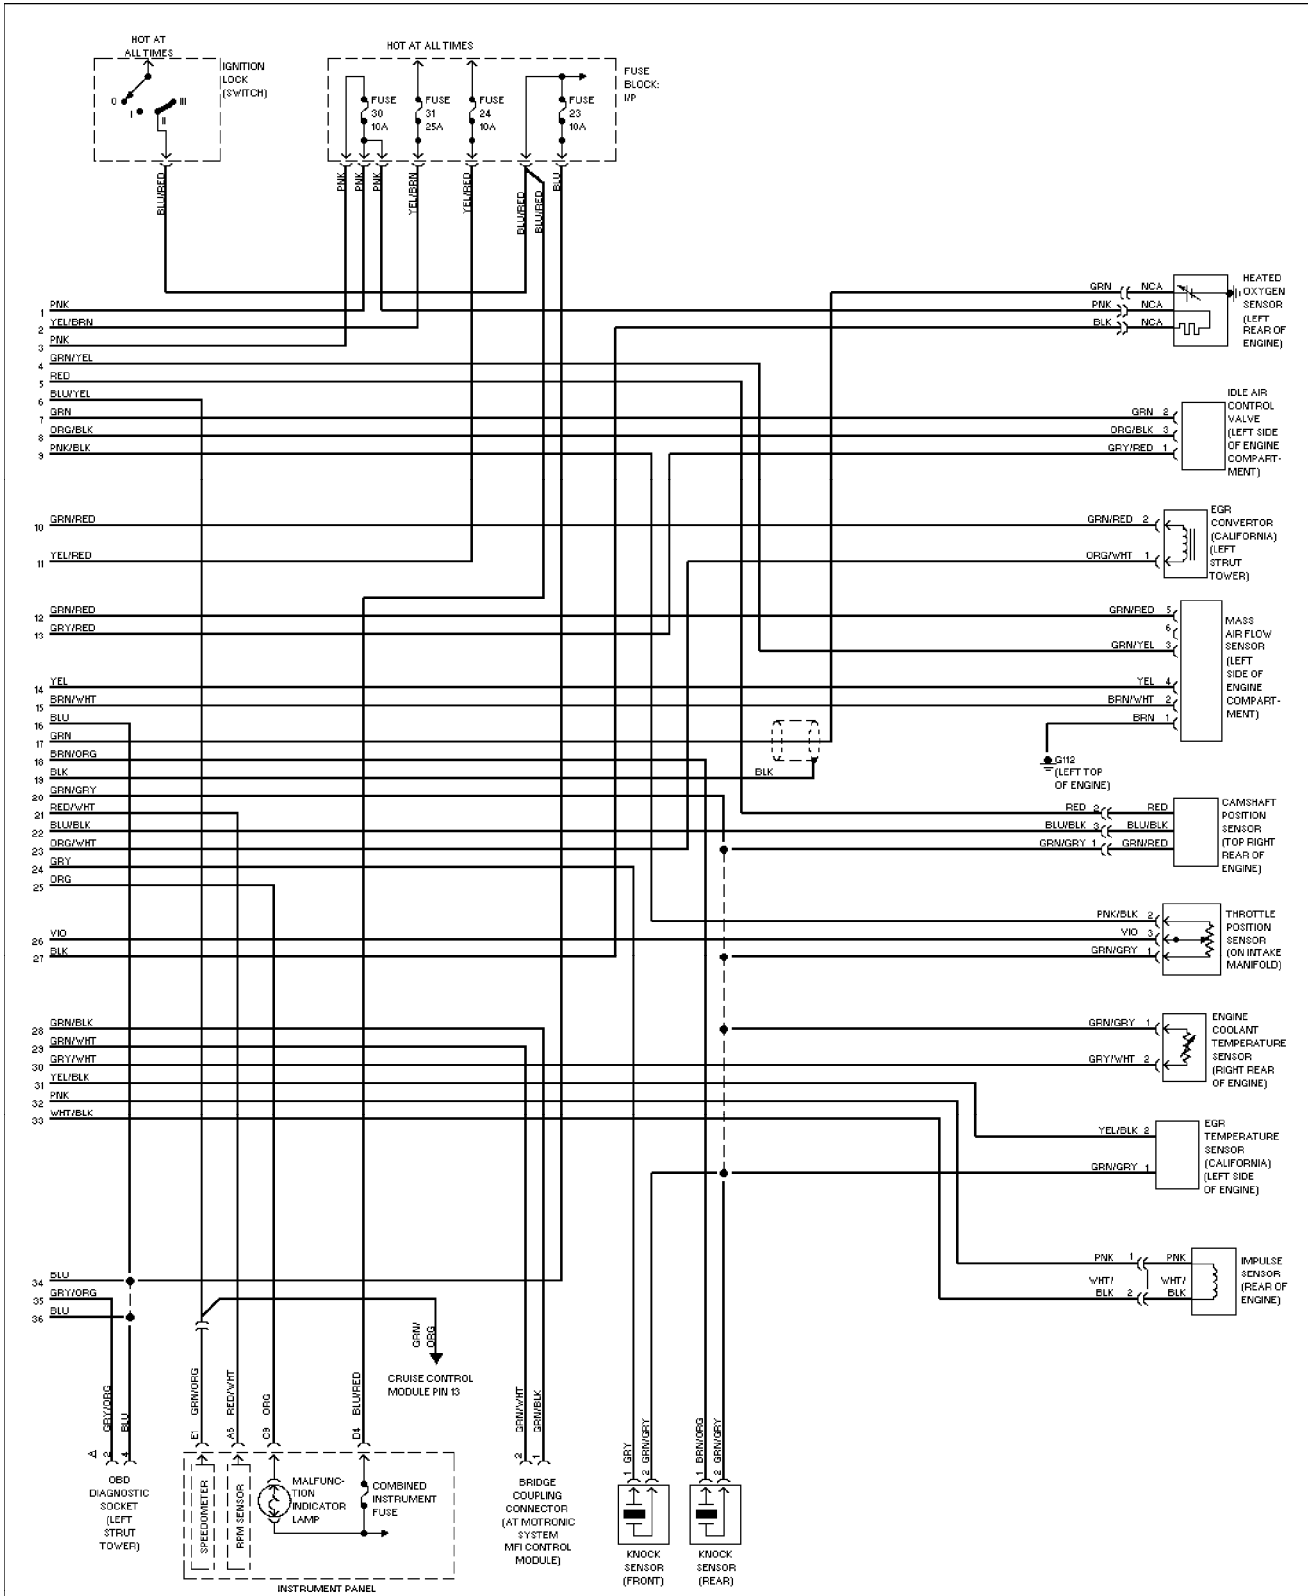 HOT AT
ALL TIMES
IGNITION
LOCK
(SWITCH)
0
I
II
III
HOT AT ALL TIMES
FUSE
BLOCK:
I/P
FUSE
30
10A
FUSE
31
25A
FUSE
24
10A
FUSE
23
10A
BLU/RED
PNK
PNK
PNK
YEL/BRN
YEL/RED
BLU/RED
BLU/RED
BLU
1 PNK
2 YEL/BRN
3 PNK
4 GRN/YEL
5 RED
6 BLU/YEL
7 GRN
8 ORG/BLK
9 PNK/BLK
10 GRN/RED
11 YEL/RED
12 GRN/RED
13 GRY/RED
14 YEL
15 BRN/WHT
16 BLU
17 GRN
18 BRN/ORG
19 BLK
20 GRN/GRY
21 RED/WHT
22 BLU/BLK
23 ORG/WHT
24 GRY
25 ORG
26 VIO
27 BLK
28 GRN/BLK
29 GRN/WHT
30 GRY/WHT
31 YEL/BLK
32 PNK
33 WHT/BLK
34 BLU
35 GRY/ORG
36 BLU
GRN NCA
PNK NCA
BLK NCA
HEATED
OXYGEN
SENSOR
(LEFT
REAR OF
ENGINE)
GRN 2
ORG/BLK 3
GRY/RED 1
IDLE AIR
CONTROL
VALVE
(LEFT SIDE
OF ENGINE
COMPART-
MENT)
GRN/RED 2
ORG/WHT 1
EGR
CONVERTOR
(CALIFORNIA)
(LEFT
STRUT
TOWER)
GRN/RED 5
6
GRN/YEL 3
YEL 4
BRN/WHT 2
BRN 1
MASS
AIR FLOW
SENSOR
(LEFT
SIDE OF
ENGINE
COMPART-
MENT)
BLK
G112
(LEFT TOP
OF ENGINE)
RED 2 RED
BLU/BLK 3 BLU/BLK
GRN/GRY 1 GRN/RED
CAMSHAFT
POSITION
SENSOR
(TOP RIGHT
REAR OF
ENGINE)
PNK/BLK 2
VIO 3
GRN/GRY 1
THROTTLE
POSITION
SENSOR
(ON INTAKE
MANIFOLD)
GRN/GRY 1
GRY/WHT 2
ENGINE
COOLANT
TEMPERATURE
SENSOR
(RIGHT REAR
OF ENGINE)
YEL/BLK 2
GRN/GRY 1
EGR
TEMPERATURE
SENSOR
(CALIFORNIA)
(LEFT SIDE
OF ENGINE)
PNK 1 PNK
WHT/ WHT/
BLK 2 BLK
IMPULSE
SENSOR
(REAR OF
ENGINE)
GRN/
ORG
CRUISE CONTROL
MODULE PIN 13
A
2 GRY/ORG
4 BLU
E1 GRN/ORG
A5 RED/WHT
C9 ORG
D4 BLU/RED
2 GRN/WHT
1 GRN/BLK
1 GRY
2 GRN/GRY
1 BRN/ORG
2 GRN/GRY
OBD
DIAGNOSTIC
SOCKET
(LEFT
STRUT
TOWER)
SPEEDOMETER
RPM SENSOR
MALFUNC-
TION
INDICATOR
LAMP
COMBINED
INSTRUMENT
FUSE
INSTRUMENT PANEL
BRIDGE
COUPLING
CONNECTOR
(AT MOTRONIC
SYSTEM
MFI CONTROL
MODULE)
KNOCK
SENSOR
(FRONT)
KNOCK
SENSOR
(REAR)